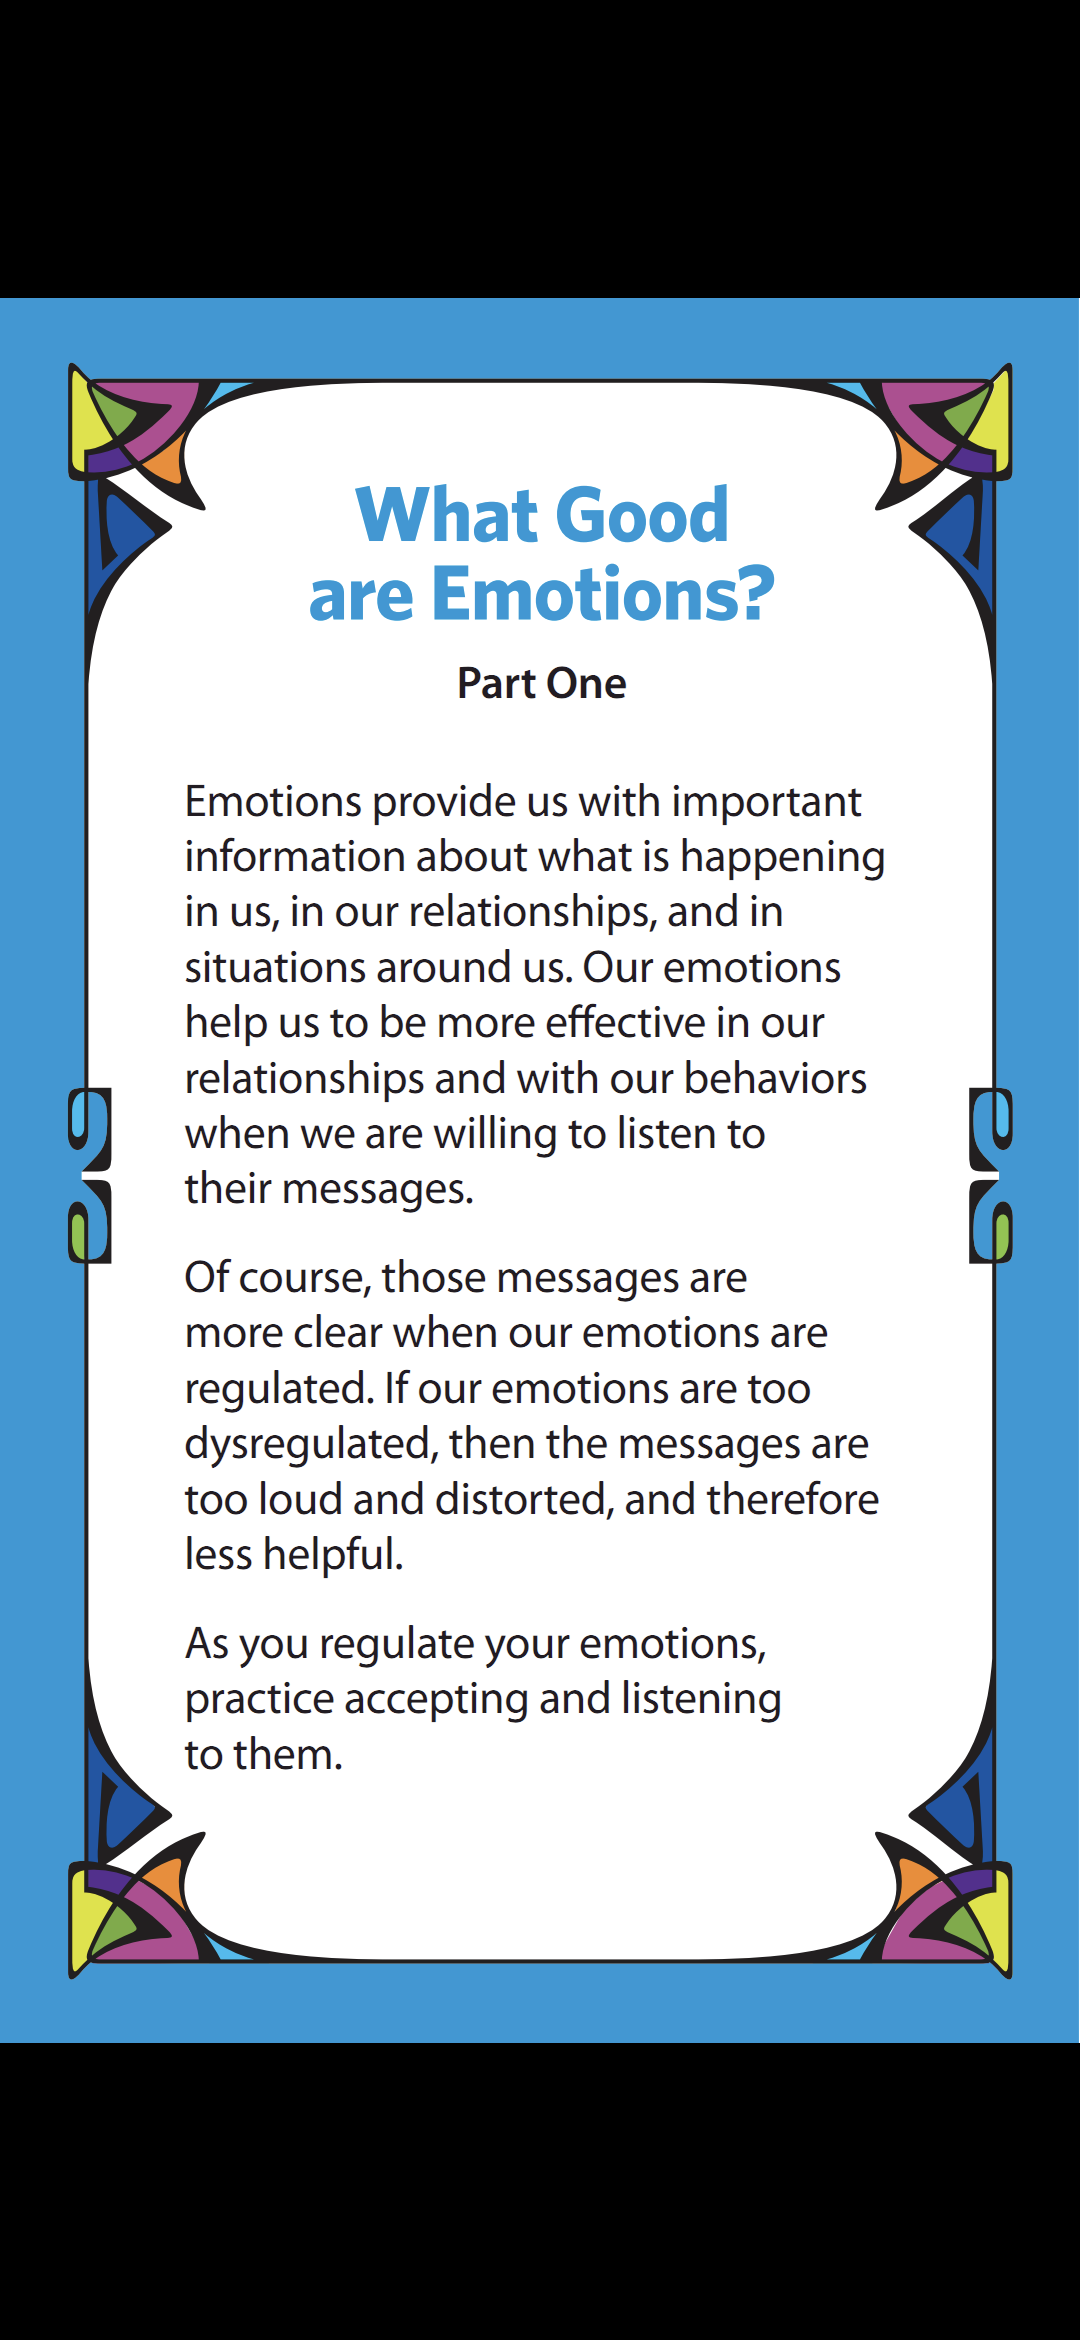 What Good
are Emotions?
Part One
Emotions provide us with important
information about what is happening
in us, in our relationships, and in
situations around us. Our emotions
help us to be more effective in our
relationships and with our behaviors
when we are willing to listen to
their messages.
Of course, those messages are
more clear when our emotions are
regulated. If our emotions are too
dysregulated, then the messages are
too loud and distorted, and therefore
less helpful.
As you regulate your emotions,
practice accepting and listening
to them.